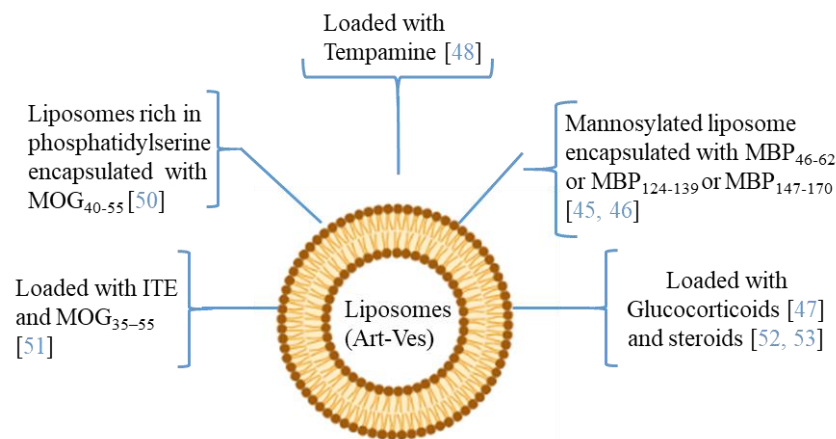 Loaded with
Tempamine [48]
Liposomes rich in
phosphatidylserine
encapsulated with
MOG₄₀₋₅₅ [50]
Mannosylated liposome
encapsulated with MBP₄₆₋₆₂
or MBP₁₂₄₋₁₃₉ or MBP₁₄₇₋₁₇₀
[45, 46]
Loaded with ITE
and MOG₃₅₋₅₅
[51]
Liposomes
(Art-Ves)
Loaded with
Glucocorticoids [47]
and steroids [52, 53]